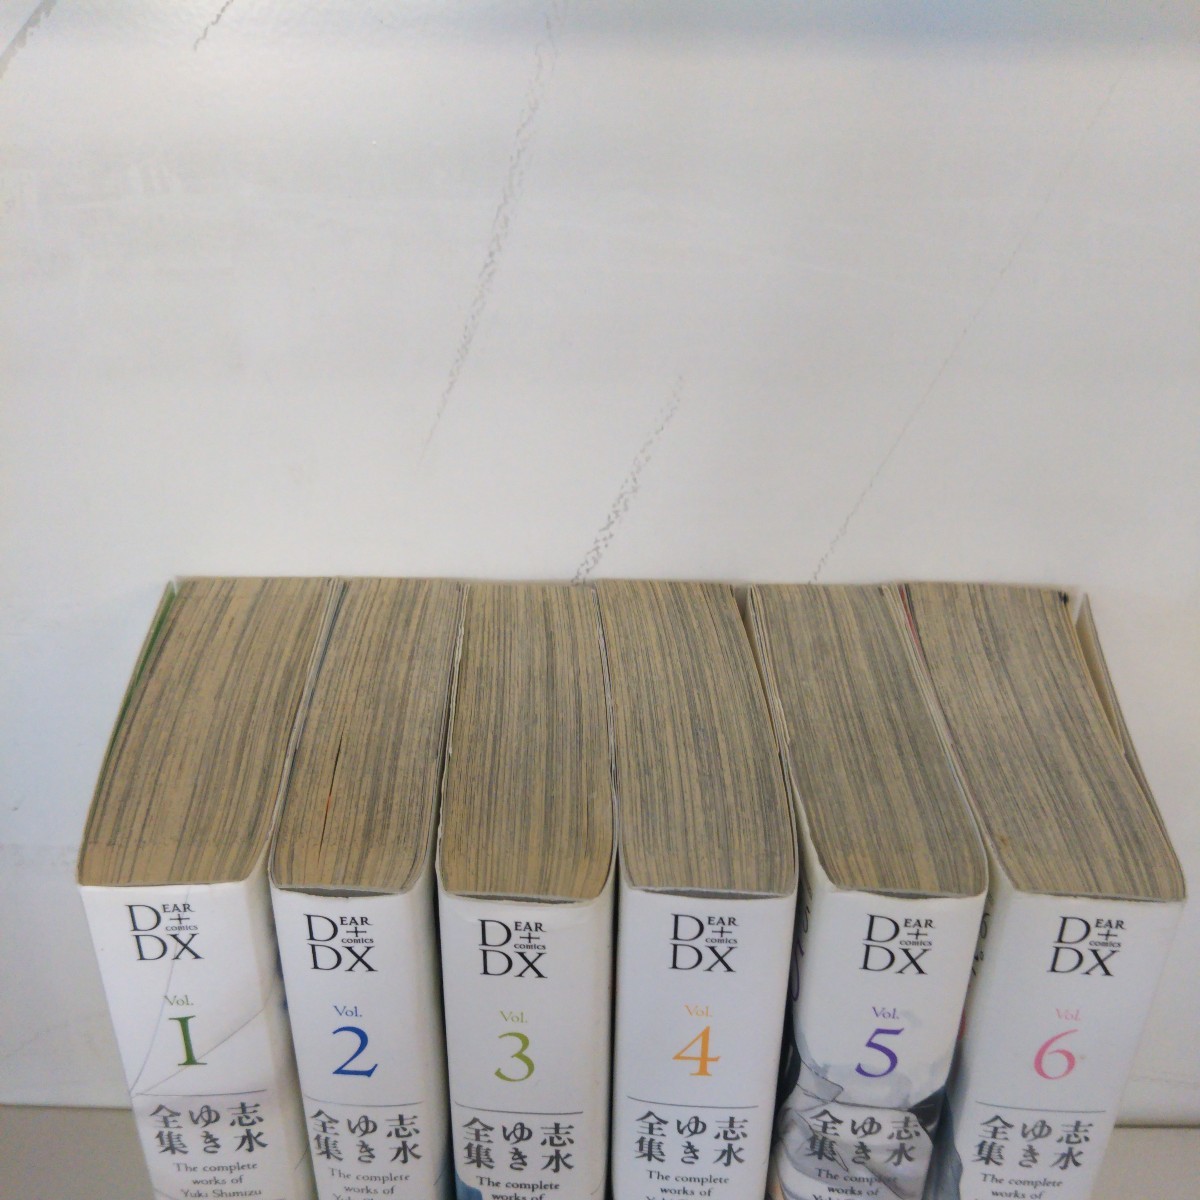 DEAR
+
COMICS
DX
Vol.
1
志水
ゆき
全集
The complete
works of
Yuki Shimizu
DEAR
+
COMICS
DX
Vol.
2
志水
ゆき
全集
The complete
works of
DEAR
+
COMICS
DX
Vol.
3
志水
ゆき
全集
The complete
works of
DEAR
+
COMICS
DX
Vol.
4
志水
ゆき
全集
The complete
works of
DEAR
+
COMICS
DX
Vol.
5
志水
ゆき
全集
The complete
works of
DEAR
+
COMICS
DX
Vol.
6
志水
ゆき
全集
The complete
works of